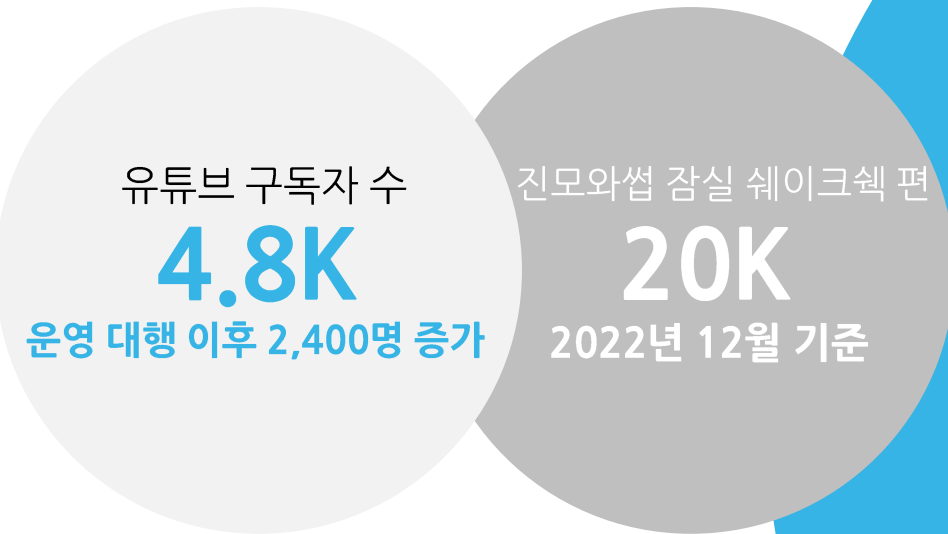 유튜브 구독자 수
4.8K
운영 대행 이후 2,400명 증가
진모와썹 잠실 쉐이크쉑 편
20K
2022년 12월 기준